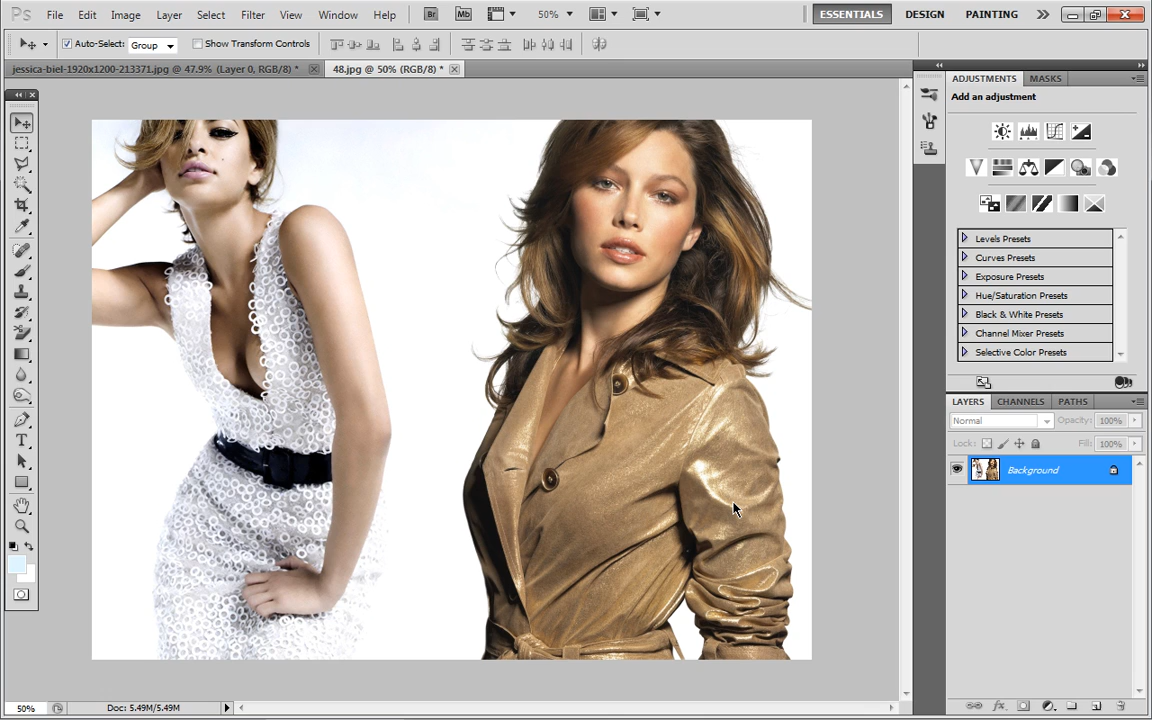 Ps File Edit Image Layer Select Filter View Window Help Br Mb 50% ESSENTIALS DESIGN PAINTING
Auto-Select: Group Show Transform Controls
jessica-biel-1920x1200-213371.jpg @ 47.9% (Layer 0, RGB/8) * 48.jpg @ 50% (RGB/8) *
ADJUSTMENTS MASKS
Add an adjustment
Levels Presets
Curves Presets
Exposure Presets
Hue/Saturation Presets
Black & White Presets
Channel Mixer Presets
Selective Color Presets
LAYERS CHANNELS PATHS
Normal Opacity: 100%
Lock: Fill: 100%
Background
T
50% Doc: 5.49M/5.49M
fx